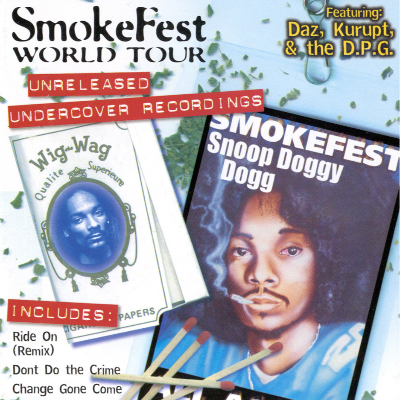 SmokeFest
WORLD TOUR
Featuring:
Daz, Kurupt,
& the D.P.G.
UNRELEASED
UNDERCOVER RECORDINGS
Wig-Wag
Qualite Superieure
PAPERS
SMOKEFEST
Snoop Doggy
Dogg
INCLUDES:
Ride On
(Remix)
Dont Do the Crime
Change Gone Come